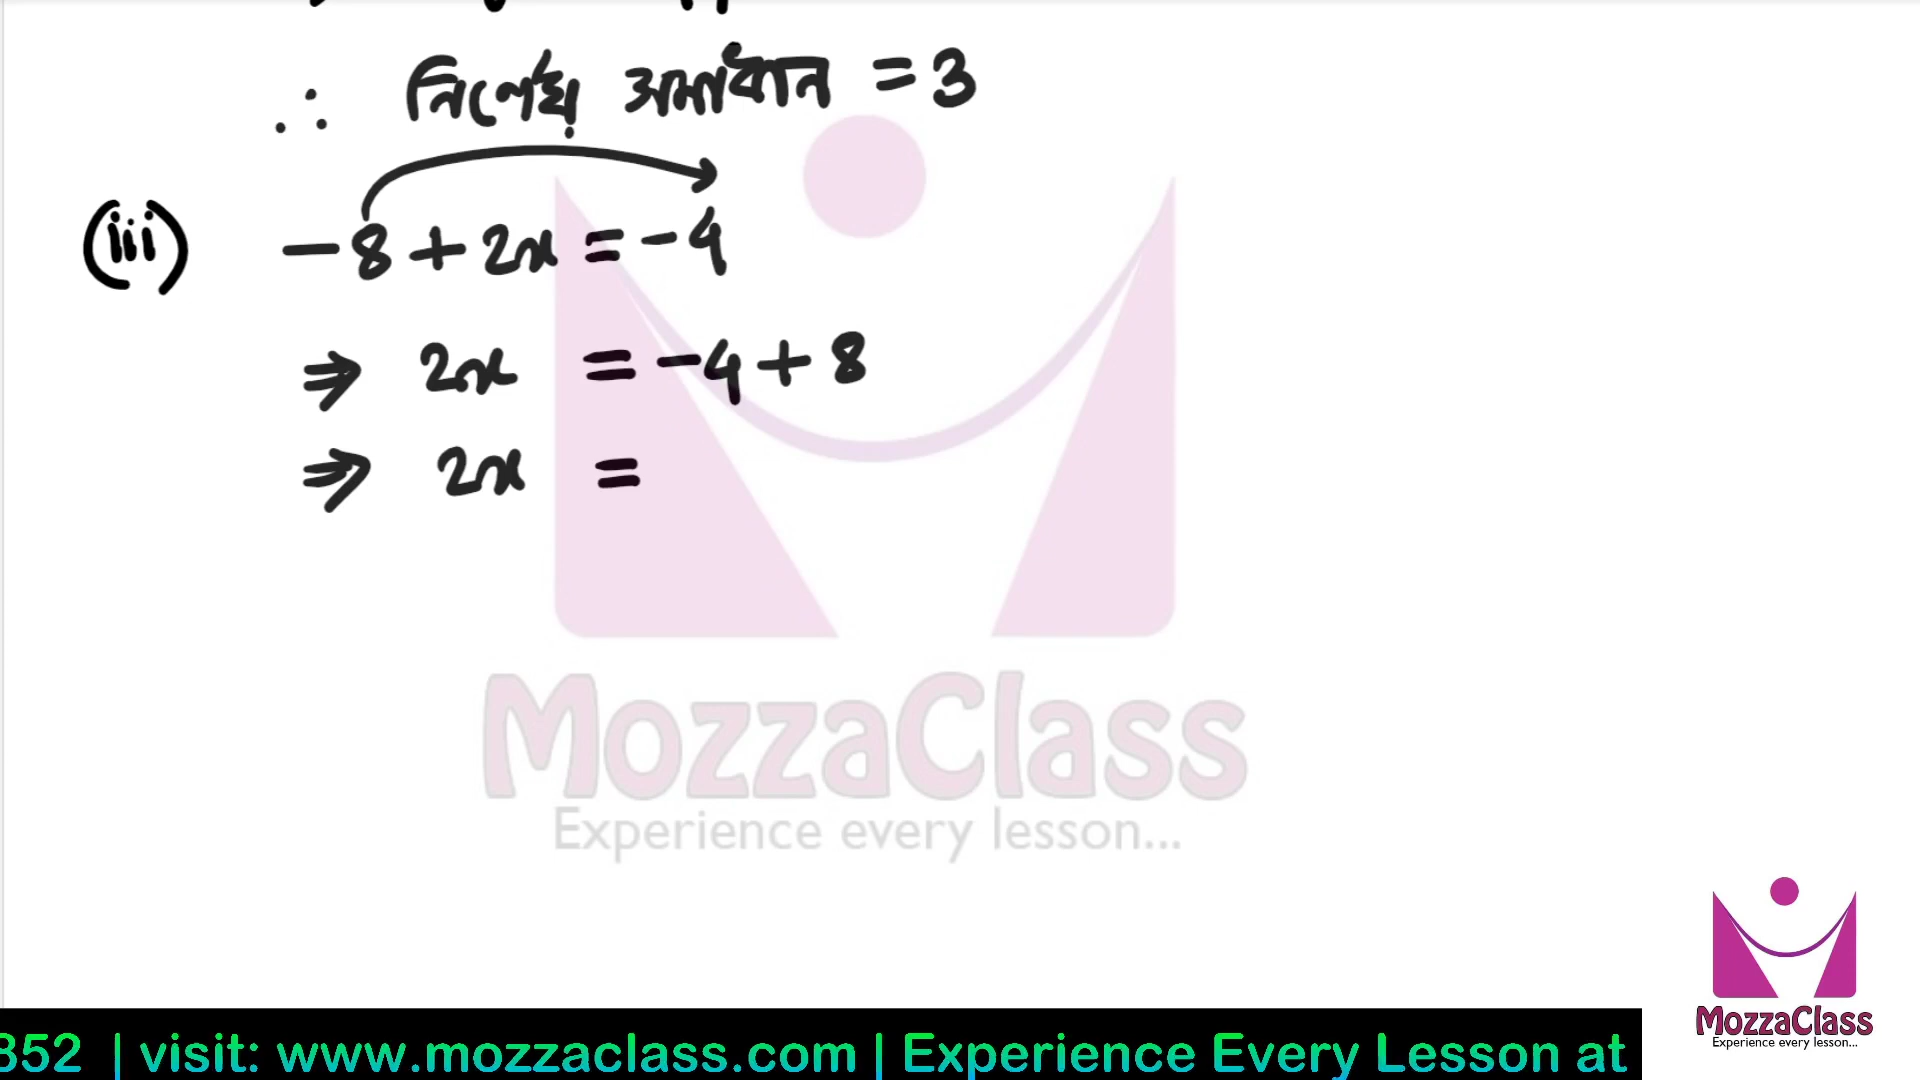 ∴ নির্ণেয় সমাধান = 3
(iii) -8 + 2x = -4
⇒ 2x = -4 + 8
⇒ 2x =
MozzaClass
Experience every lesson...
MozzaClass
Experience every lesson...
352 | visit: www.mozzaclass.com | Experience Every Lesson at